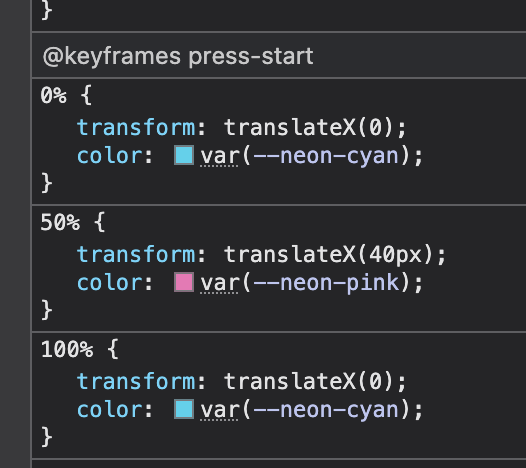 }
@keyframes press-start
0% {
transform: translateX(0);
color: var(--neon-cyan);
}
50% {
transform: translateX(40px);
color: var(--neon-pink);
}
100% {
transform: translateX(0);
color: var(--neon-cyan);
}